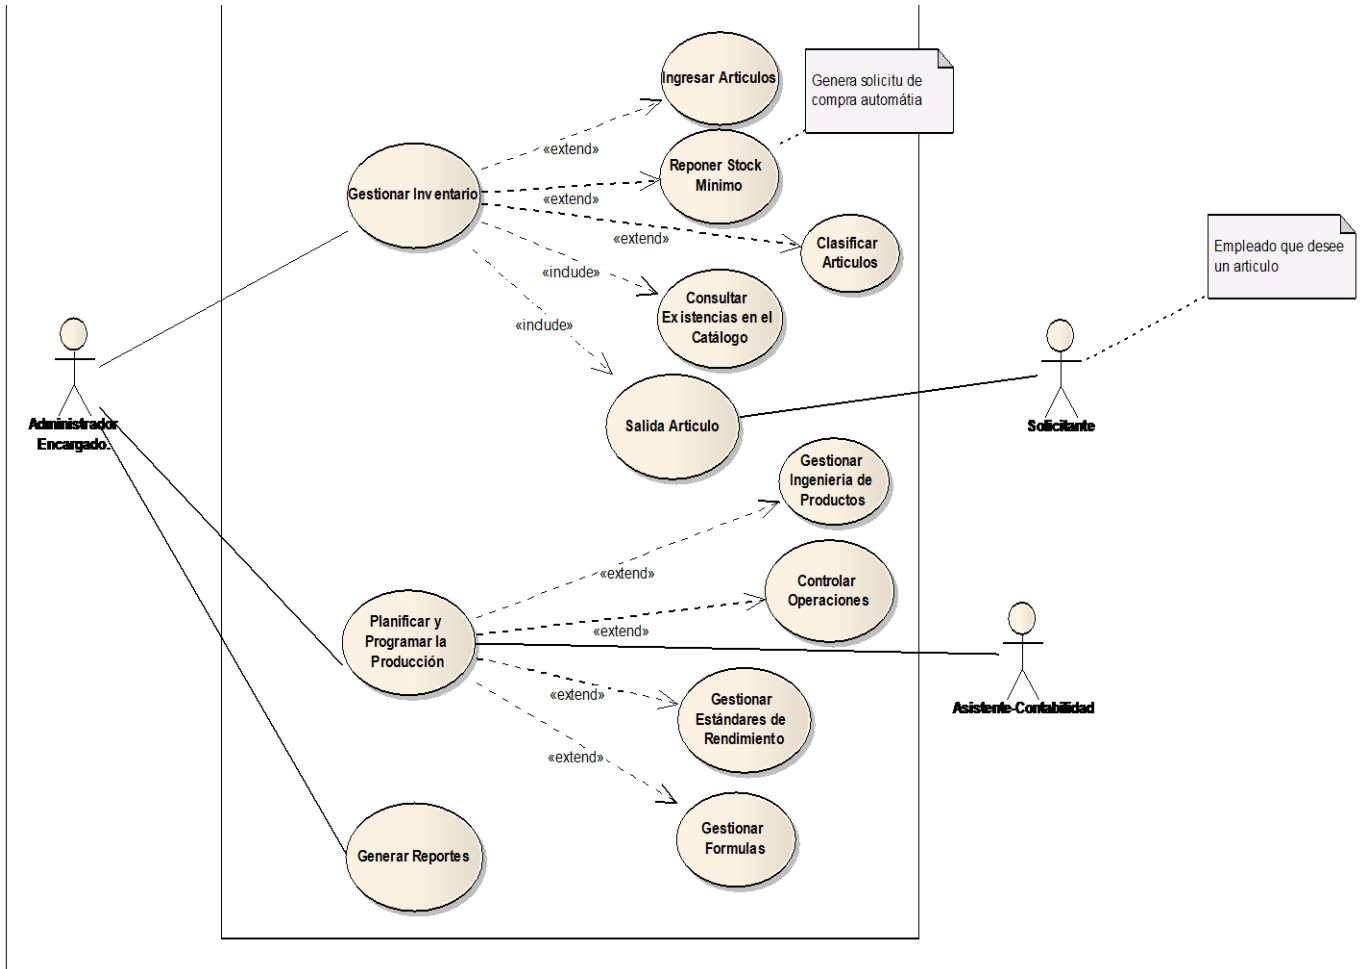 Ingresar Articulos
Genera solicitu de
compra automátia
«extend»
Reponer Stock
Mínimo
Gestionar Inventario
«extend»
«extend»
Clasificar
Articulos
Empleado que desee
un articulo
«include»
Consultar
Existencias en el
Catálogo
«include»
Salida Articulo
Administrador
Encargado.
Solicitante
Gestionar
Ingenieria de
Productos
«extend»
Controlar
Operaciones
«extend»
Planificar y
Programar la
Producción
«extend»
Gestionar
Estándares de
Rendimiento
Asistente-Contabilidad
«extend»
Gestionar
Formulas
Generar Reportes